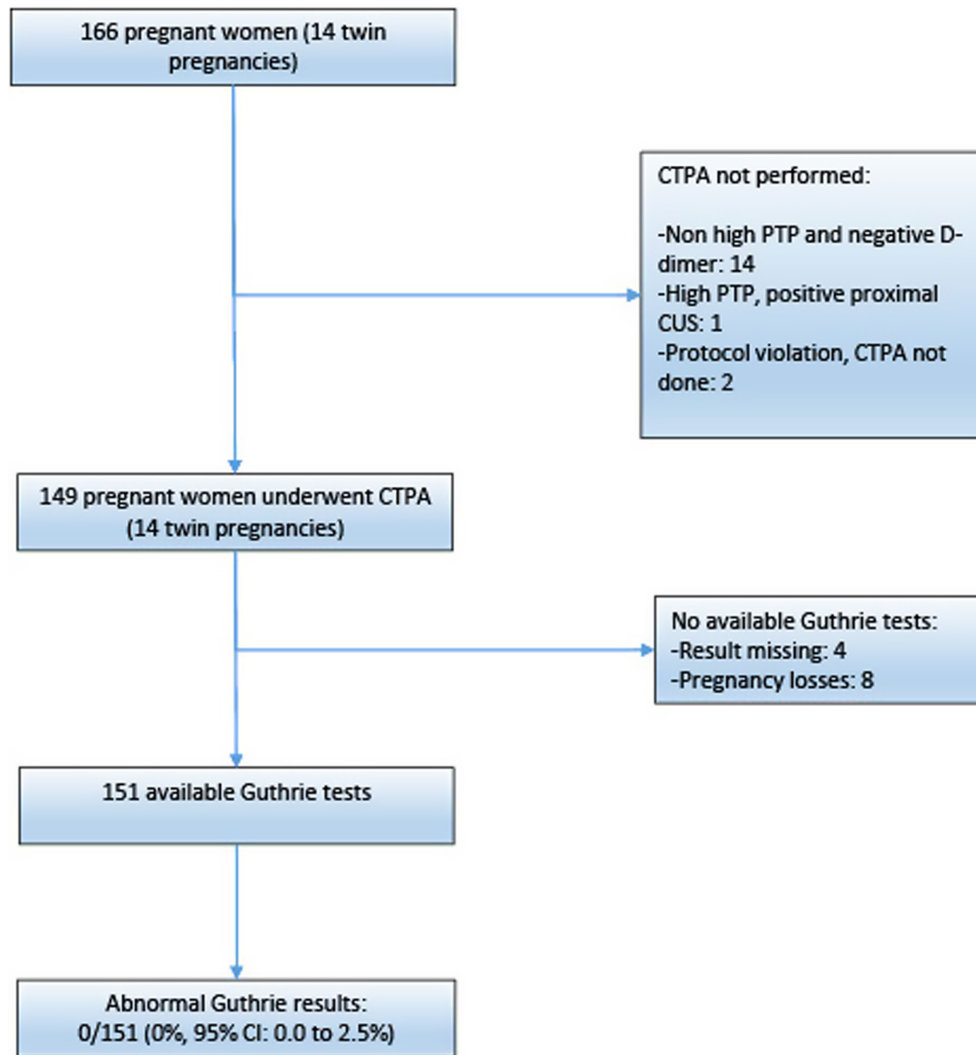 166 pregnant women (14 twin
pregnancies)
CTPA not performed:
-Non high PTP and negative D-
dimer: 14
-High PTP, positive proximal
CUS: 1
-Protocol violation, CTPA not
done: 2
149 pregnant women underwent CTPA
(14 twin pregnancies)
No available Guthrie tests:
-Result missing: 4
-Pregnancy losses: 8
151 available Guthrie tests
Abnormal Guthrie results:
0/151 (0%, 95% CI: 0.0 to 2.5%)